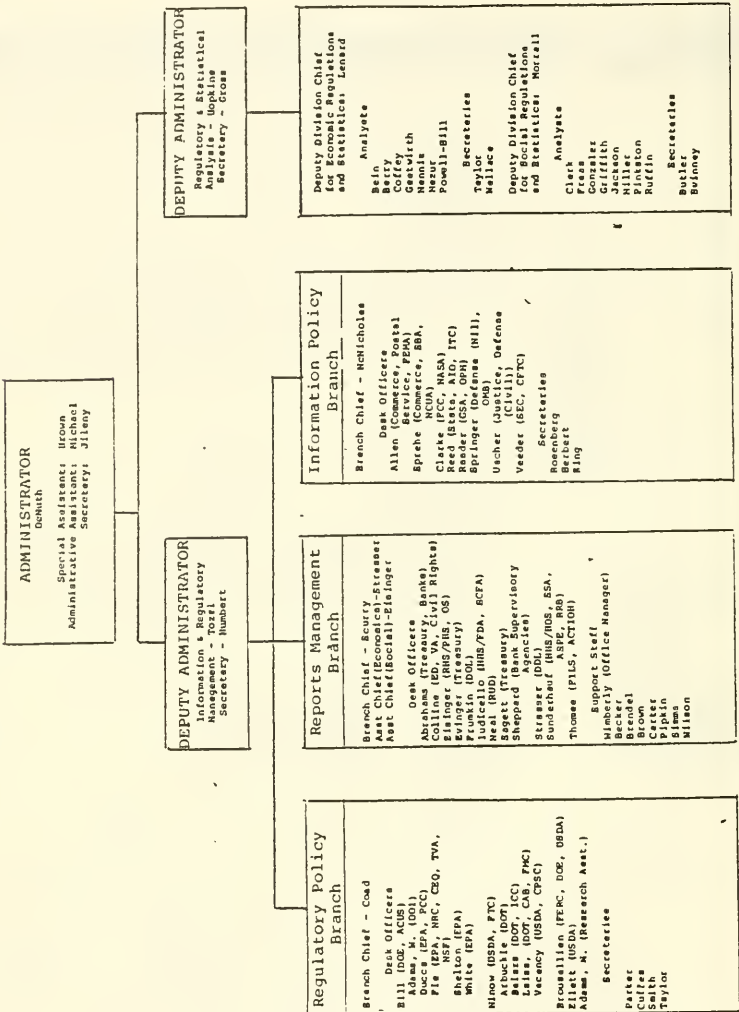 ADMINISTRATOR
DeMuth
Special Assistant: Brown
Administrative Assistant: Michael
Secretary: Jileny
DEPUTY ADMINISTRATOR
Information & Regulatory
Management - Tozzi
Secretary - Humbert
DEPUTY ADMINISTRATOR
Regulatory & Statistical
Analysis - Hopkins
Secretary - Gross
Regulatory Policy
Branch
Branch Chief - Coad
Desk Officers
Bill (DOE, ACUS)
Adams, W. (DOI)
Ducca (EPA, FCC)
Fie (EPA, NRC, CEQ, TVA,
NSF)
Shelton (EPA)
White (EPA)
Minow (USDA, FTC)
Arbuckle (DOT)
(DOT, ICC)
(DOT, CAB, FMC)
Vacancy (USDA, CPSC)
Brousillian (FERC, DOE, USDA)
Eliett (USDA)
Adams, M. (Research Asst.)
Secretaries
Parker
Cuffee
Smith
Taylor
Reports Management
Branch
Branch Chief - Scurry
Asst Chief(Economics)-Strasser
Asst Chief(Social)-Eisinger
Desk Officers
Abrahams (Treasury, Banks)
Collins (ED, VA, Civil Rights)
Eisinger (HHS/PHS, OS)
Evinger (Treasury)
Frumkin (DOL)
Iudicello (HHS/FDA, HCFA)
Neal (HUD)
Sagett (Treasury)
Sheppard (Bank Supervisory
Agencies)
Strasser (DOL)
Sunderhauf (HHS/HDS, SSA,
ASPE, RRB)
Thomas (PILS, ACTION)
Support Staff
Wimberly (Office Manager)
Becker
Brendel
Brown
Carter
Pipkin
Simms
Wilson
Information Policy
Branch
Branch Chief - McNicholas
Desk Officers
Allen (Commerce, Postal
Service, FEMA)
Sprehe (Commerce, SBA,
NCUA)
Clarke (FCC, NASA)
Reed (State, AID, ITC)
Reeder (GSA, OPM)
Springer (Defense (Mil),
OMB)
Uscher (Justice, Defense
(Civil))
Veeder (SEC, CFTC)
Secretaries
Rosenberg
Herbert
King
Deputy Division Chief
for Economic Regulations
and Statistics: Lenard
Analysts
Bein
Berry
Coffey
Gastwirth
Hennis
Mazur
Powell-Hill
Secretaries
Taylor
Wallace
Deputy Division Chief
for Social Regulations
and Statistics: Morrall
Analysts
Clark
Fraas
Gonzalez
Griffith
Jackson
Miller
Pinkston
Ruffin
Secretaries
Butler
Swinney